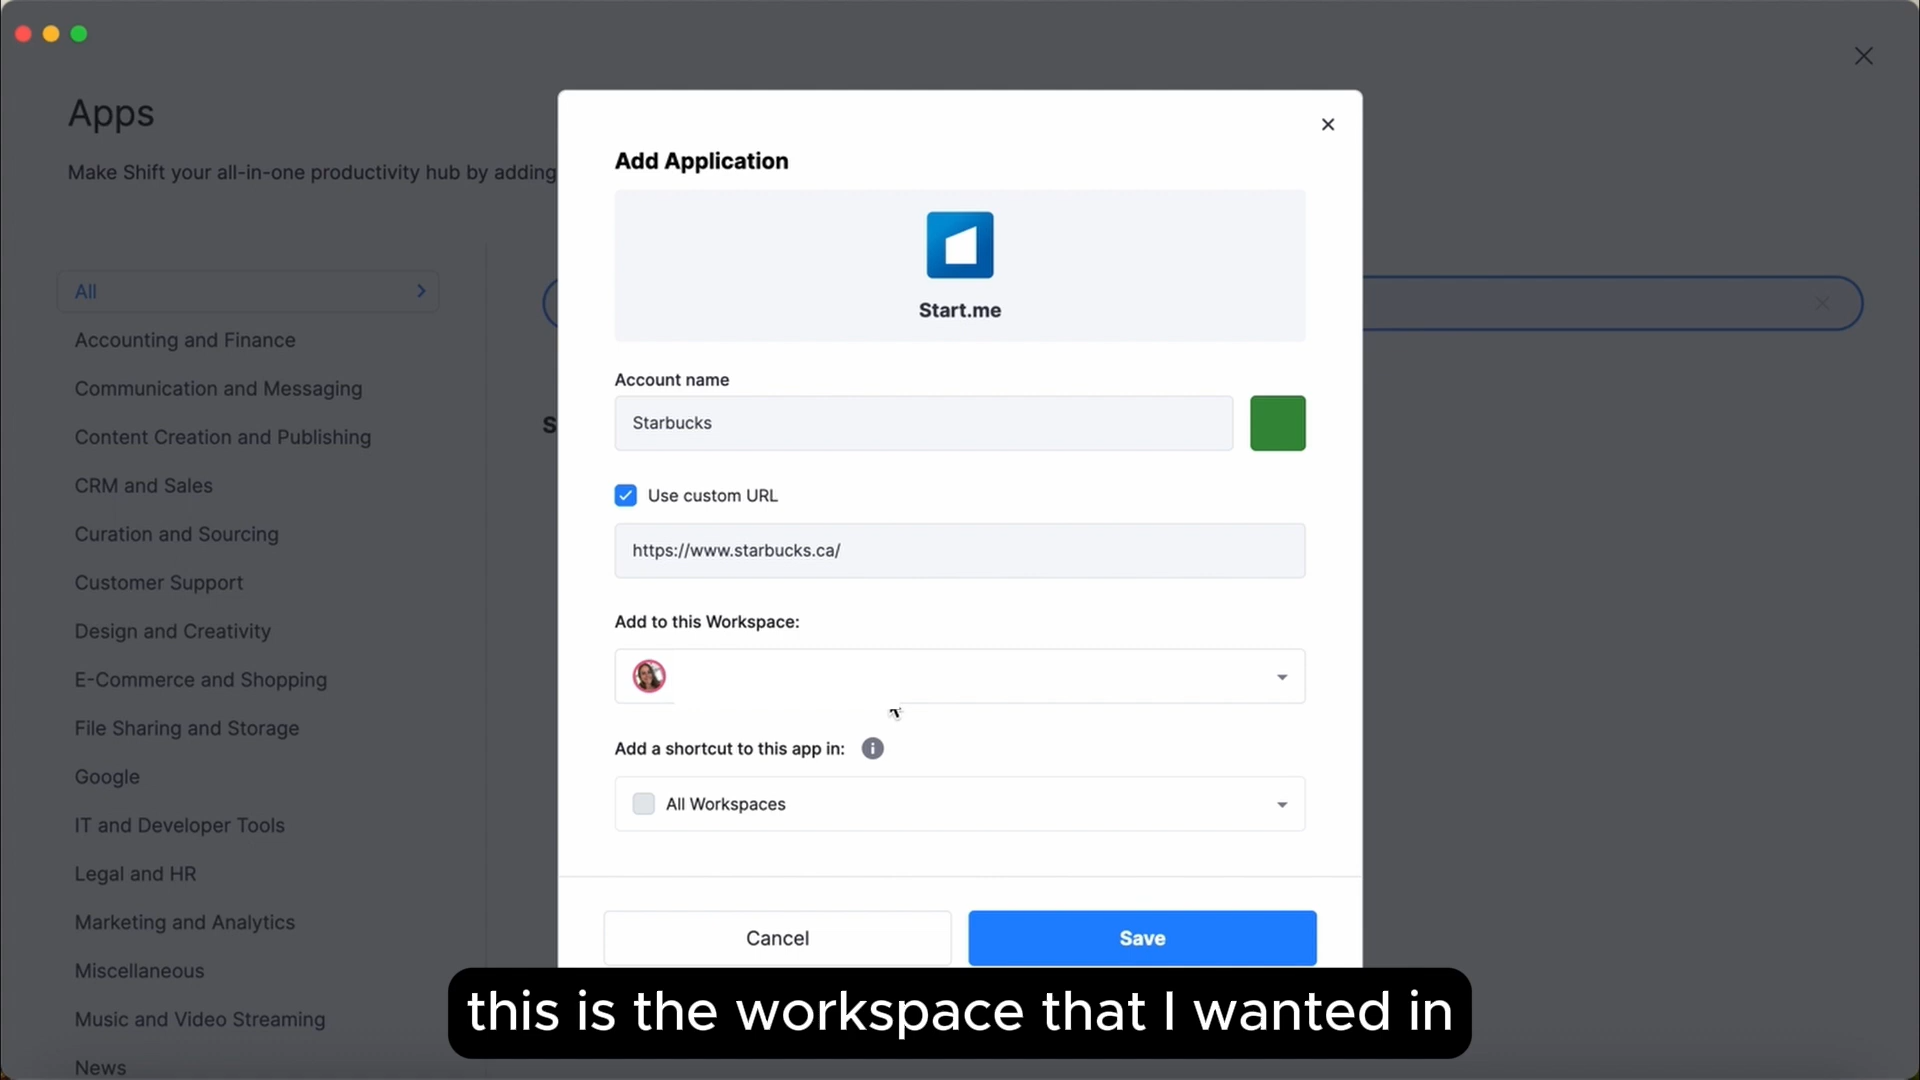 Apps
Make Shift your all-in-one productivity hub by adding
All
Accounting and Finance
Communication and Messaging
Content Creation and Publishing
CRM and Sales
Curation and Sourcing
Customer Support
Design and Creativity
E-Commerce and Shopping
File Sharing and Storage
Google
IT and Developer Tools
Legal and HR
Marketing and Analytics
Miscellaneous
Music and Video Streaming
News
S
Add Application
Start.me
Account name
Starbucks
Use custom URL
https://www.starbucks.ca/
Add to this Workspace:
Add a shortcut to this app in:
All Workspaces
Cancel
Save
this is the workspace that I wanted in